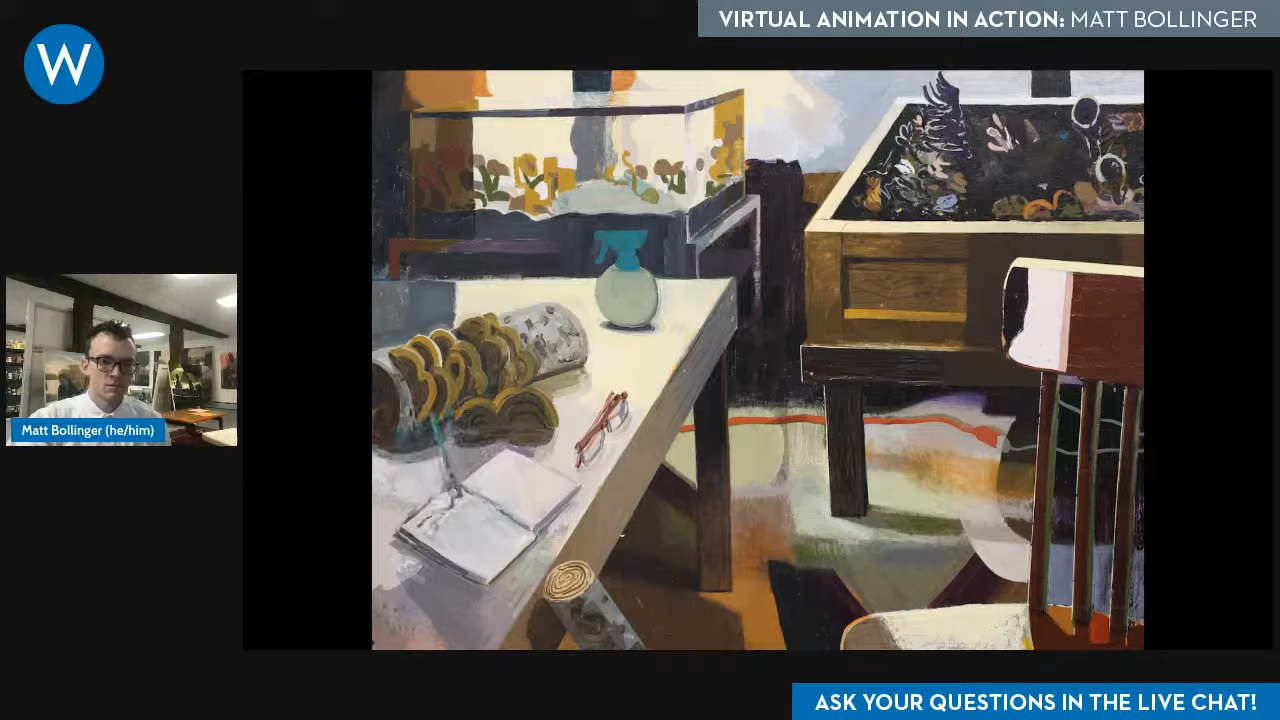 VIRTUAL ANIMATION IN ACTION: MATT BOLLINGER
W
Matt Bollinger (he/him)
ASK YOUR QUESTIONS IN THE LIVE CHAT!